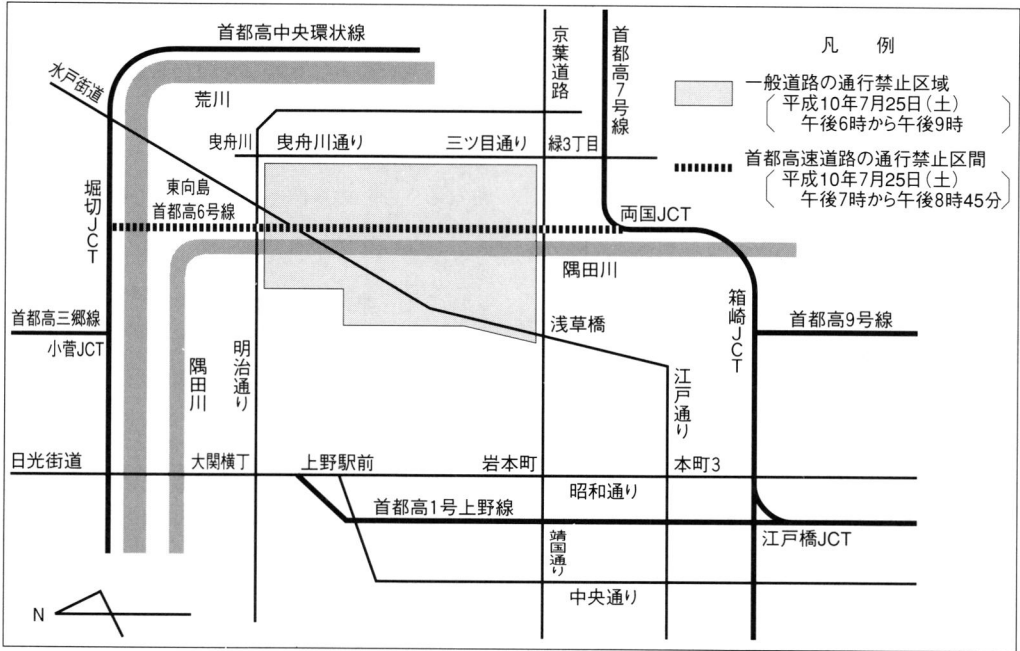 首都高中央環状線
水戸街道
荒川
京葉道路
首都高7号線
凡 例
一般道路の通行禁止区域
(平成10年7月25日(土)
午後6時から午後9時)
首都高速道路の通行禁止区間
(平成10年7月25日(土)
午後7時から午後8時45分)
曳舟川
曳舟川通り
三ツ目通り
緑3丁目
堀切JCT
東向島
首都高6号線
両国JCT
隅田川
首都高三郷線
小菅JCT
隅田川
明治通り
浅草橋
箱崎JCT
首都高9号線
江戸通り
日光街道
大関横丁
上野駅前
岩本町
本町3
昭和通り
首都高1号上野線
靖国通り
江戸橋JCT
中央通り
N